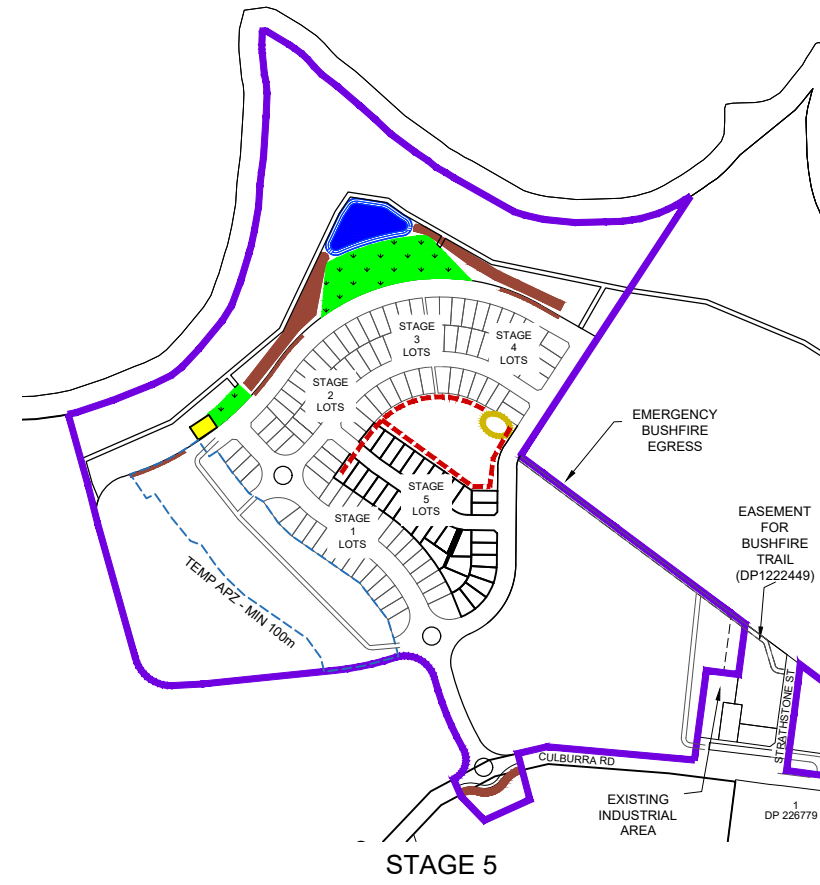 STAGE
3
LOTS
STAGE
4
LOTS
STAGE
2
LOTS
EMERGENCY
BUSHFIRE
EGRESS
STAGE
5
LOTS
EASEMENT
FOR
BUSHFIRE
TRAIL
(DP1222449)
STAGE
1
LOTS
TEMP APZ - MIN 100m
STRATHSTONE ST
CULBURRA RD
EXISTING
INDUSTRIAL
AREA
1
DP 226779
STAGE 5